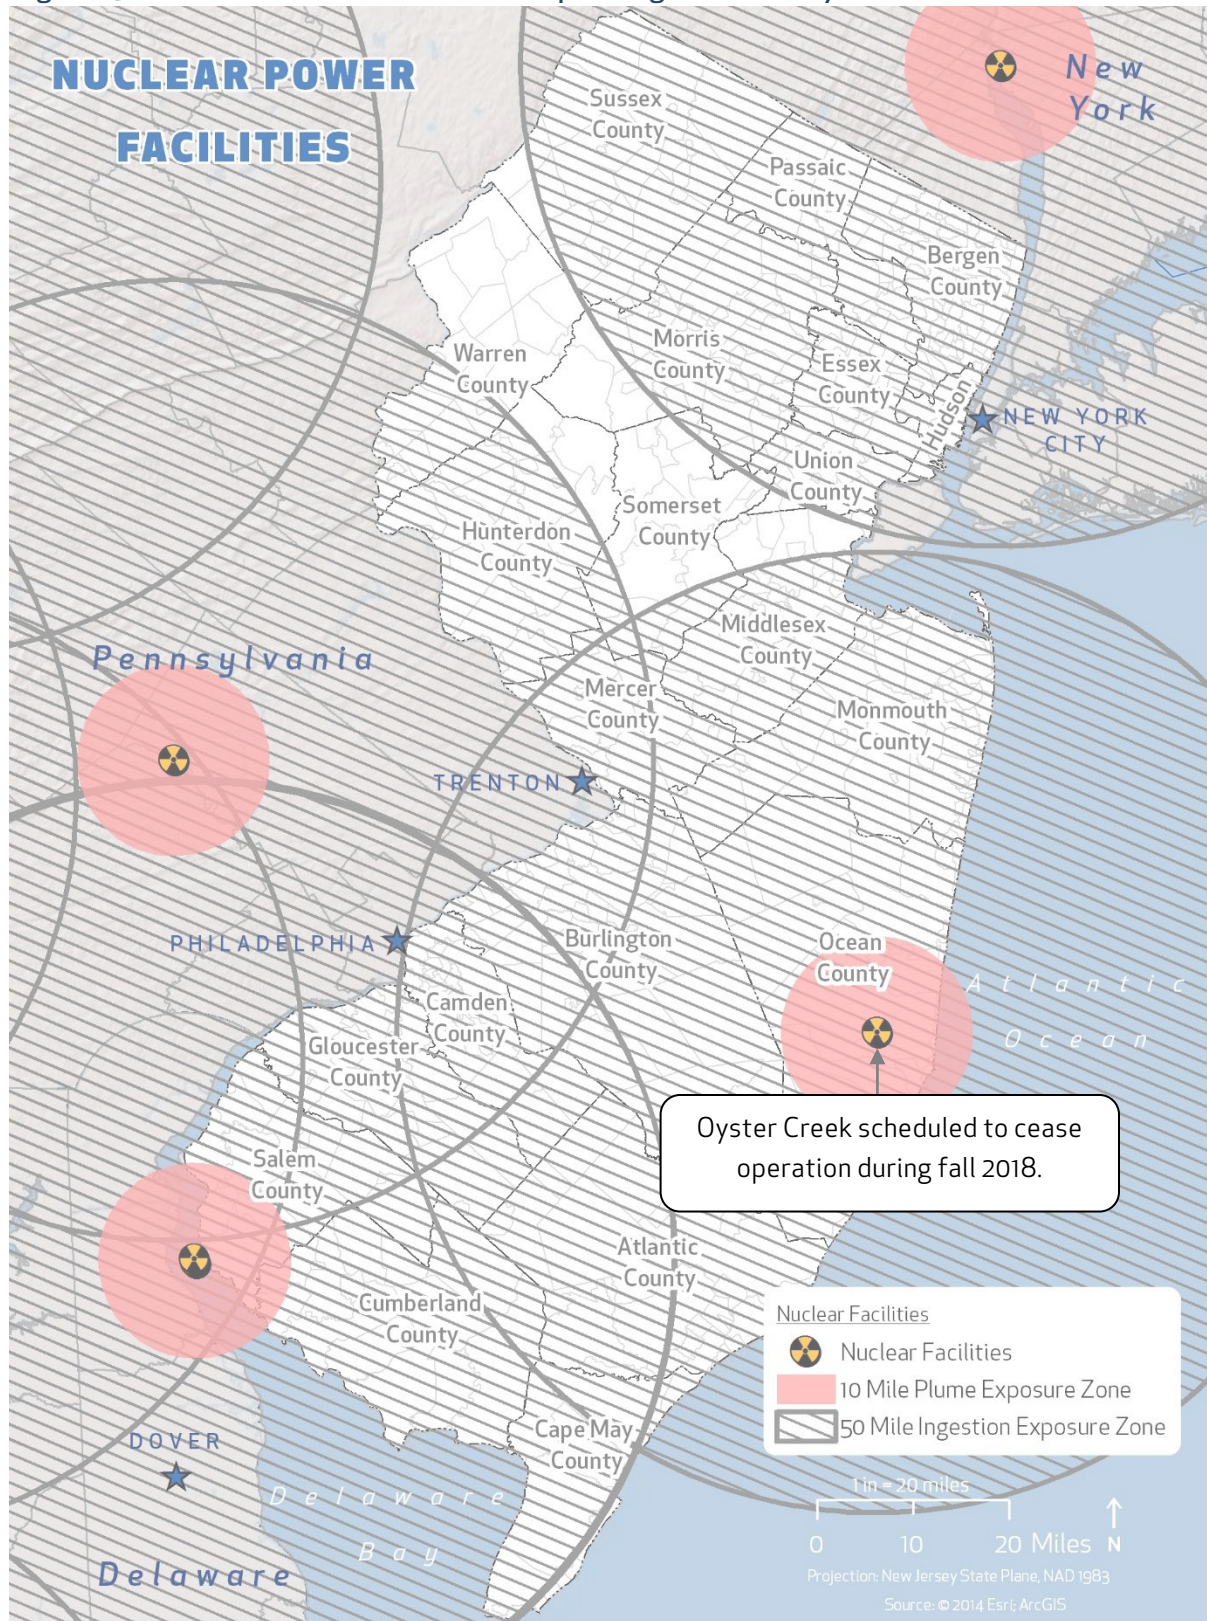 NUCLEAR POWER
FACILITIES
New
York
Sussex
County
Passaic
County
Bergen
County
Morris
County
Essex
County
Hudson
Warren
County
NEW YORK
CITY
Union
County
Somerset
County
Hunterdon
County
Middlesex
County
Pennsylvania
Mercer
County
Monmouth
County
TRENTON
PHILADELPHIA
Burlington
County
Ocean
County
Atlantic
Ocean
Camden
County
Gloucester
County
Oyster Creek scheduled to cease
operation during fall 2018.
Salem
County
Atlantic
County
Cumberland
County
Cape May
County
DOVER
Delaware
Bay
Delaware
Nuclear Facilities
Nuclear Facilities
10 Mile Plume Exposure Zone
50 Mile Ingestion Exposure Zone
1 in = 20 miles
0 10 20 Miles N
Projection: New Jersey State Plane, NAD 1983
Source: © 2014 Esri; ArcGIS